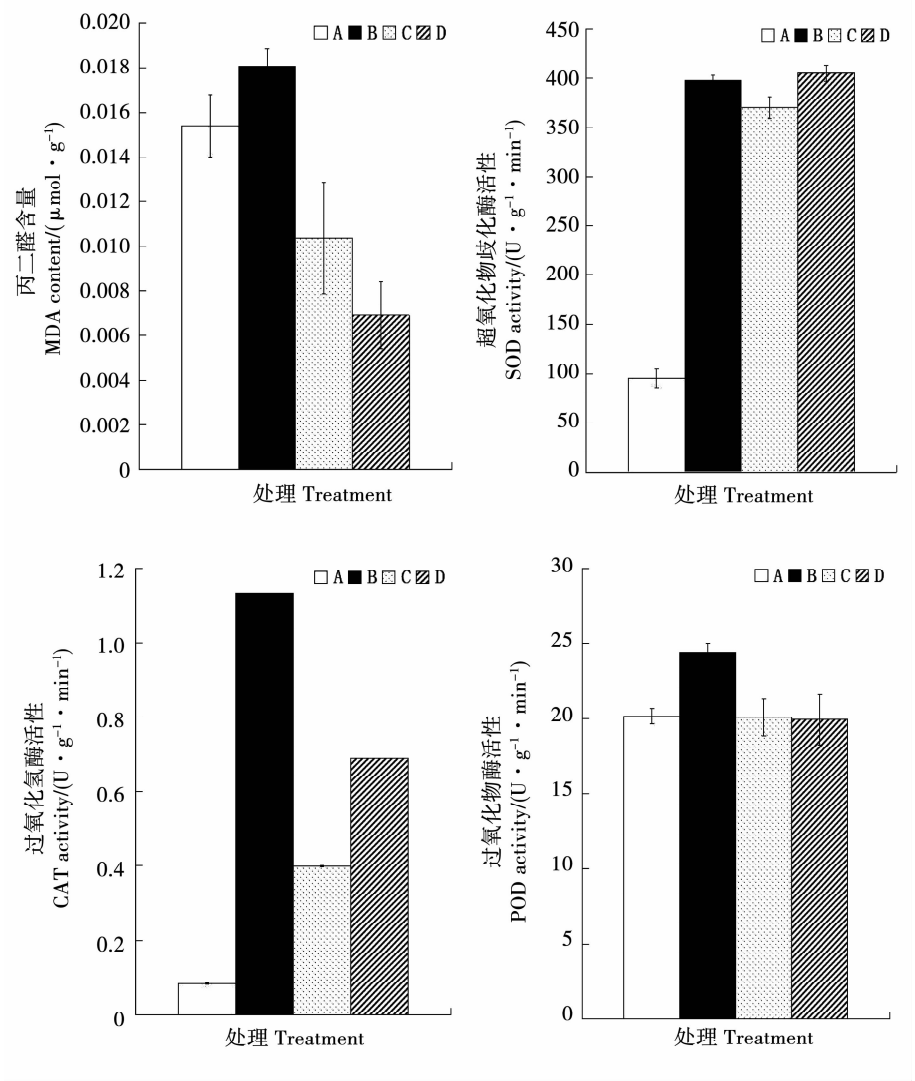 0.020
0.018
0.016
0.014
0.012
0.010
0.008
0.006
0.004
0.002
0
丙二醛含量
MDA content/(μmol·g⁻¹)
A B C D
处理 Treatment
450
400
350
300
250
200
150
100
50
0
超氧化物歧化酶活性
SOD activity/(U·g⁻¹·min⁻¹)
A B C D
处理 Treatment
1.2
1.0
0.8
0.6
0.4
0.2
0
过氧化氢酶活性
CAT activity/(U·g⁻¹·min⁻¹)
A B C D
处理 Treatment
30
25
20
15
10
5
0
过氧化物酶活性
POD activity/(U·g⁻¹·min⁻¹)
A B C D
处理 Treatment